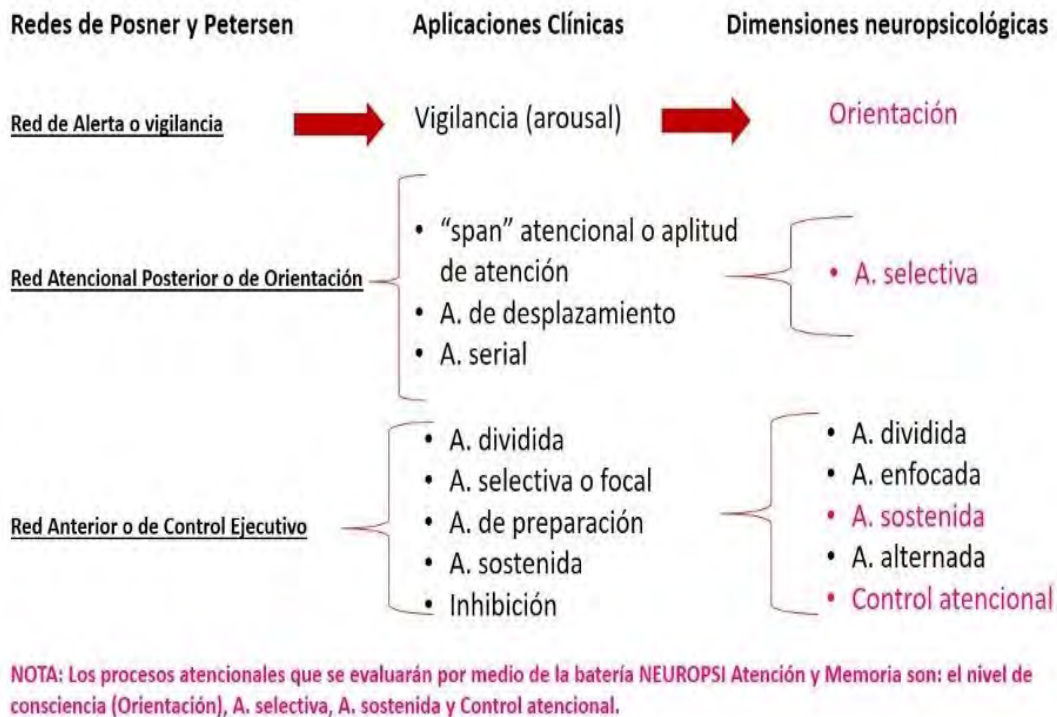 Redes de Posner y Petersen
Aplicaciones Clínicas
Dimensiones neuropsicológicas
Red de Alerta o vigilancia
Vigilancia (arousal)
Orientación
Red Atencional Posterior o de Orientación
• “span” atencional o aplitud
de atención
• A. de desplazamiento
• A. serial
• A. selectiva
Red Anterior o de Control Ejecutivo
• A. dividida
• A. selectiva o focal
• A. de preparación
• A. sostenida
• Inhibición
• A. dividida
• A. enfocada
• A. sostenida
• A. alternada
• Control atencional
NOTA: Los procesos atencionales que se evaluarán por medio de la batería NEUROPSI Atención y Memoria son: el nivel de
consciencia (Orientación), A. selectiva, A. sostenida y Control atencional.